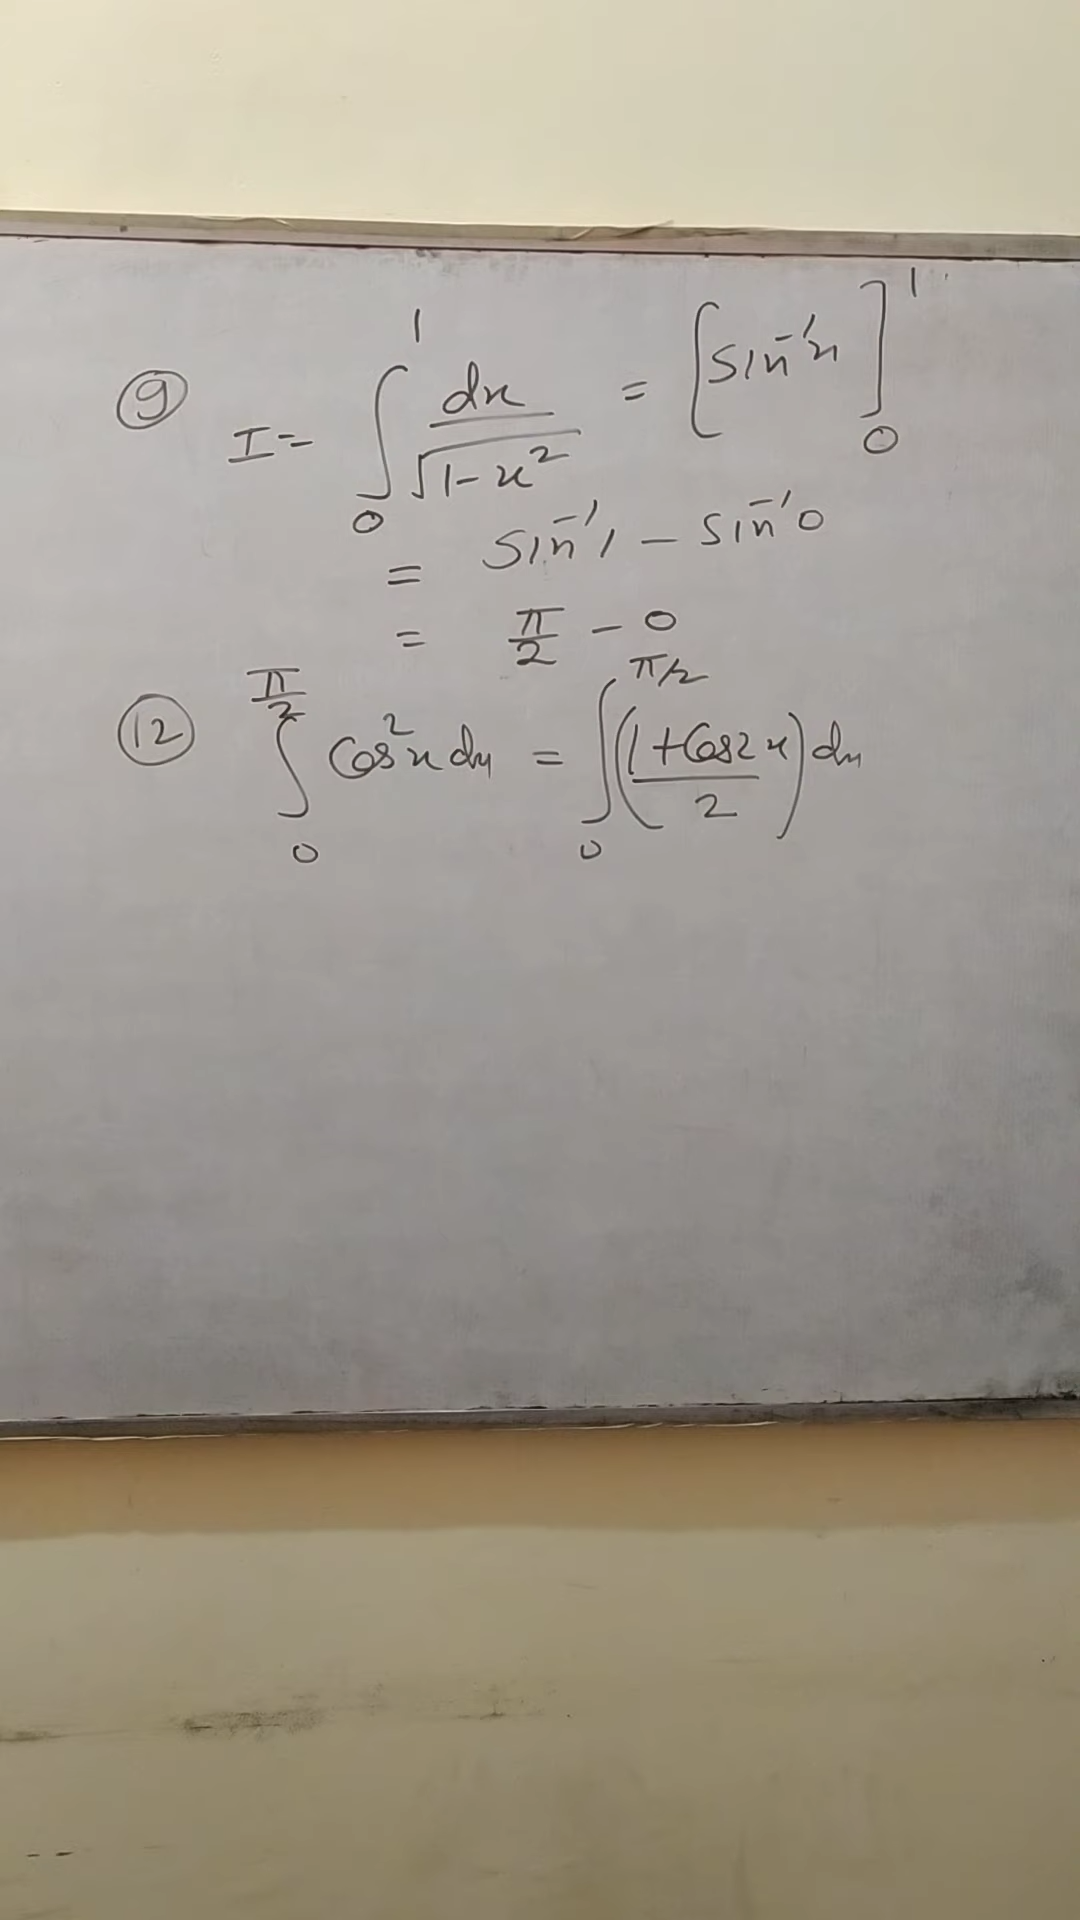 ⑨ I = ∫₀¹ dx/√(1-x²) = [sin⁻¹x]₀¹
= sin⁻¹1 - sin⁻¹0
= π/2 - 0
⑫ ∫₀^(π/2) Cos²x dx = ∫₀^(π/2) ((1+Cos2x)/2) dx